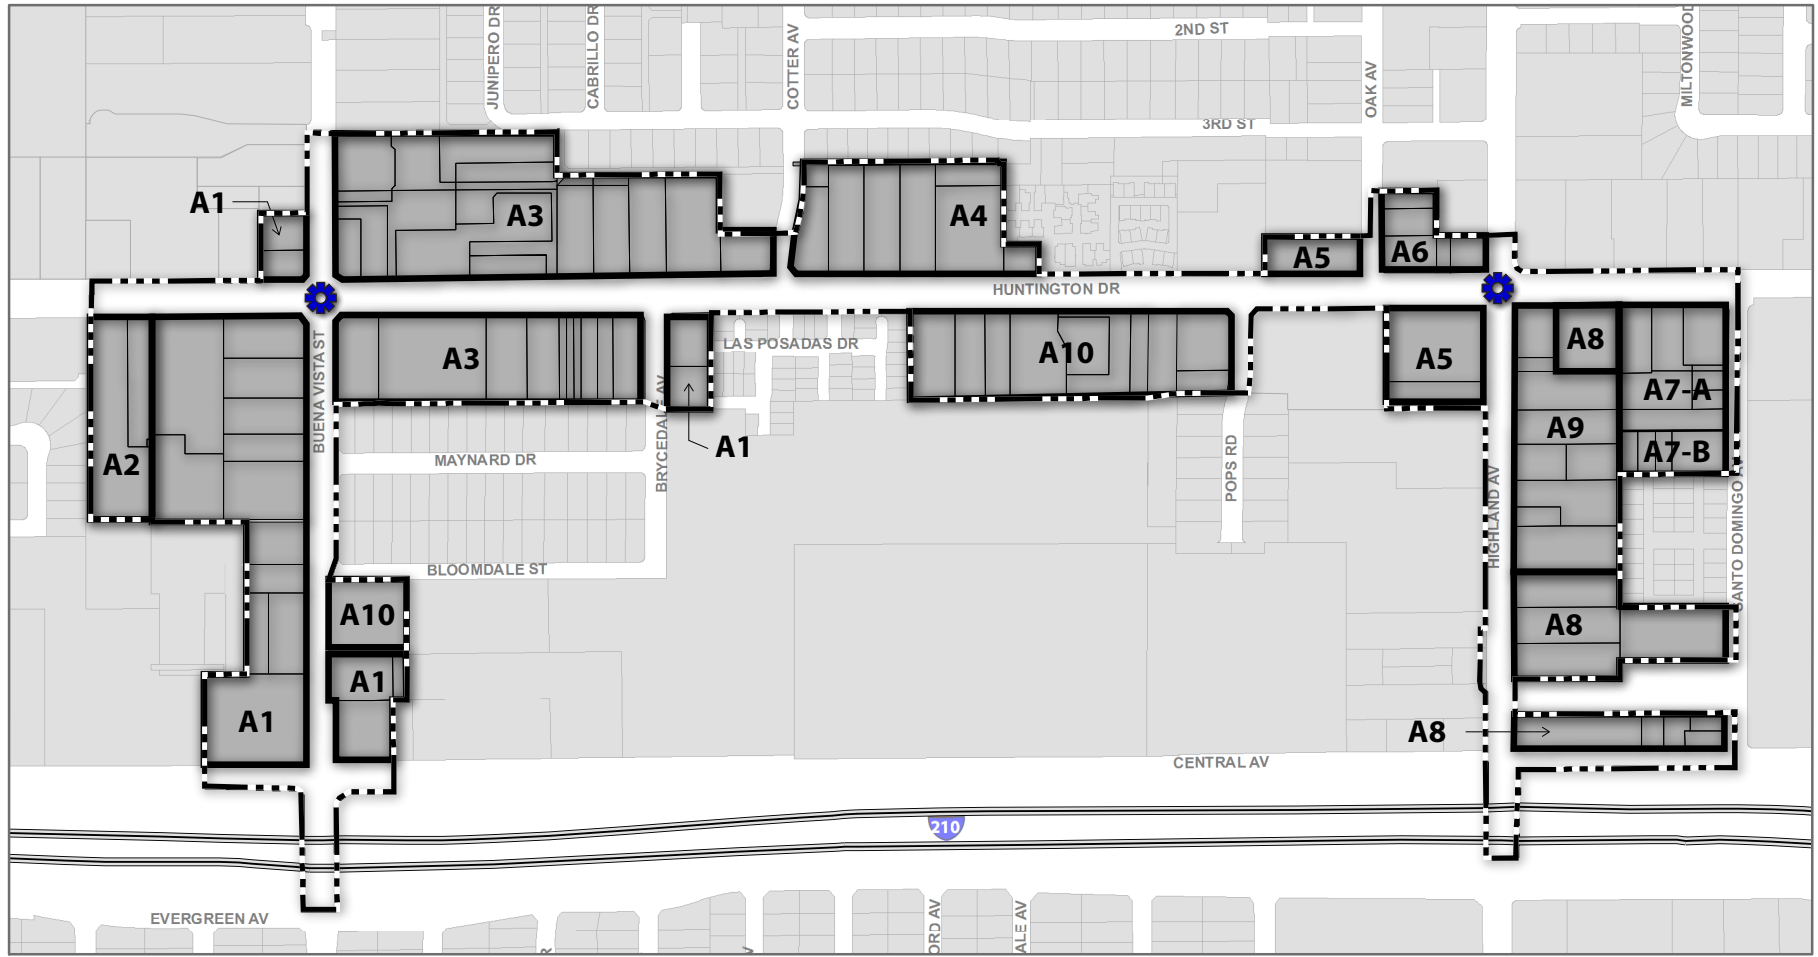 JUNIPERO DR
CABRILLO DR
COTTER AV
2ND ST
OAK AV
MILTONWOOD
3RD ST
A1
A3
A4
A5
A6
HUNTINGTON DR
BUENA VISTA ST
A3
LAS POSADAS DR
A10
A5
A8
A7-A
A9
A7-B
A2
A1
BRYCEDALE AV
MAYNARD DR
POPS RD
HIGHLAND AV
SANTO DOMINGO AV
BLOOMDALE ST
A10
A8
A1
A1
A8
CENTRAL AV
210
EVERGREEN AV